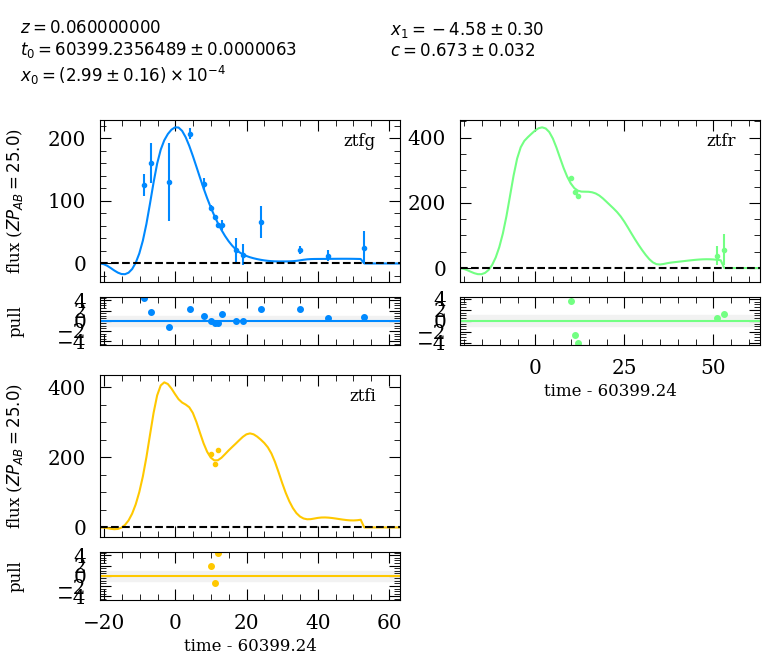 z = 0.060000000
t₀ = 60399.2356489 ± 0.0000063
x₀ = (2.99 ± 0.16) × 10⁻⁴
x₁ = −4.58 ± 0.30
c = 0.673 ± 0.032
ztfg
flux (ZP_AB = 25.0)
200
100
0
ztfr
400
200
0
pull
4
2
0
−2
−4
4
2
0
−2
−4
0 25 50
time - 60399.24
ztfi
flux (ZP_AB = 25.0)
400
200
0
pull
4
2
0
−2
−4
−20 0 20 40 60
time - 60399.24